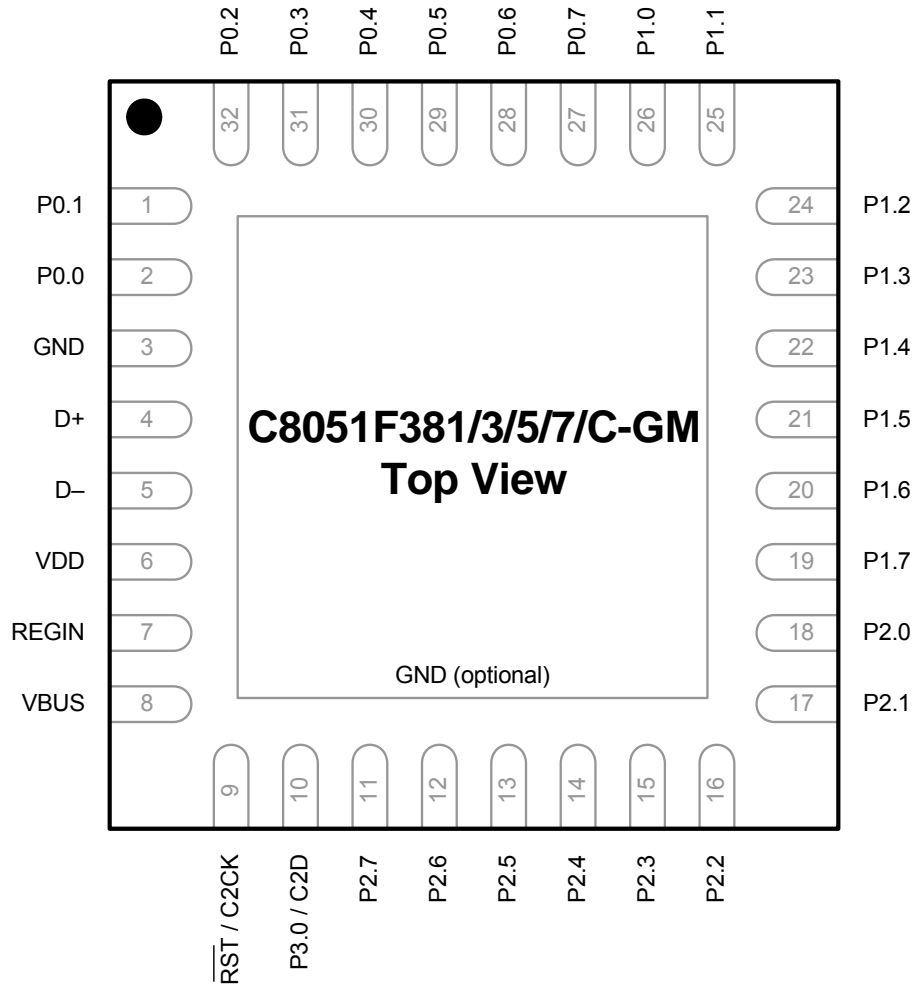 P0.2
P0.3
P0.4
P0.5
P0.6
P0.7
P1.0
P1.1
32
31
30
29
28
27
26
25
P0.1
1
P0.0
2
GND
3
D+
4
D–
5
VDD
6
REGIN
7
VBUS
8
24
P1.2
23
P1.3
22
P1.4
21
P1.5
20
P1.6
19
P1.7
18
P2.0
17
P2.1
C8051F381/3/5/7/C-GM
Top View
GND (optional)
9
10
11
12
13
14
15
16
RST / C2CK
P3.0 / C2D
P2.7
P2.6
P2.5
P2.4
P2.3
P2.2